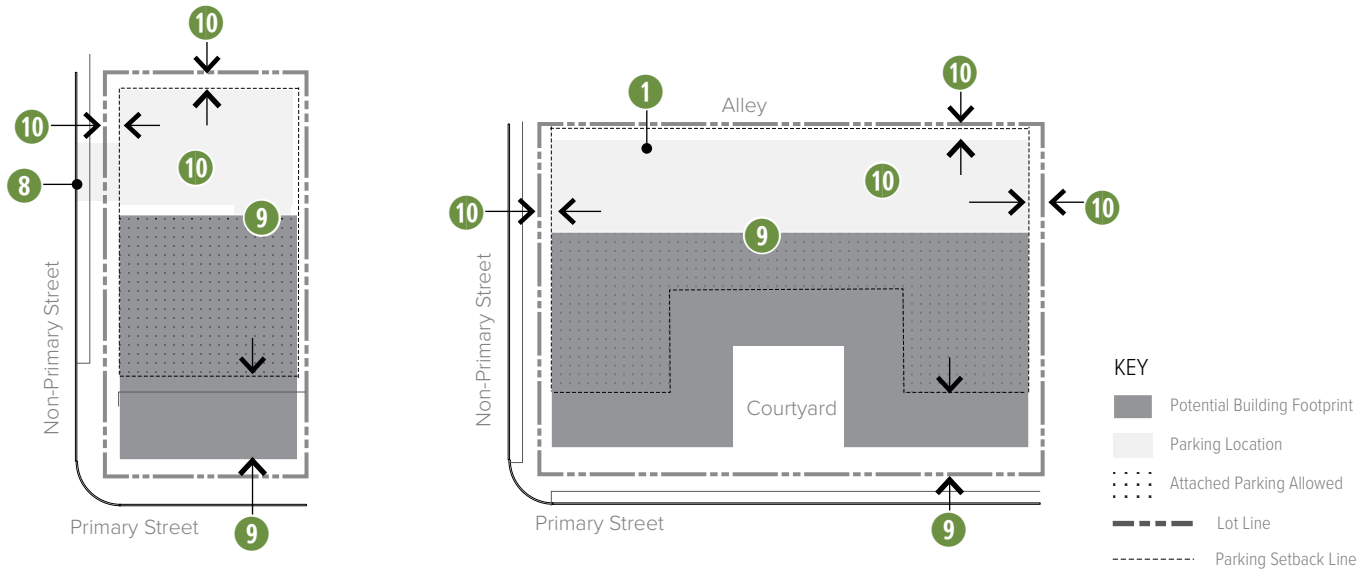 10
10
10
8
9
Non-Primary Street
Primary Street
9
1
Alley
10
10
10
10
9
Non-Primary Street
Courtyard
Primary Street
9
KEY
Potential Building Footprint
Parking Location
Attached Parking Allowed
Lot Line
Parking Setback Line